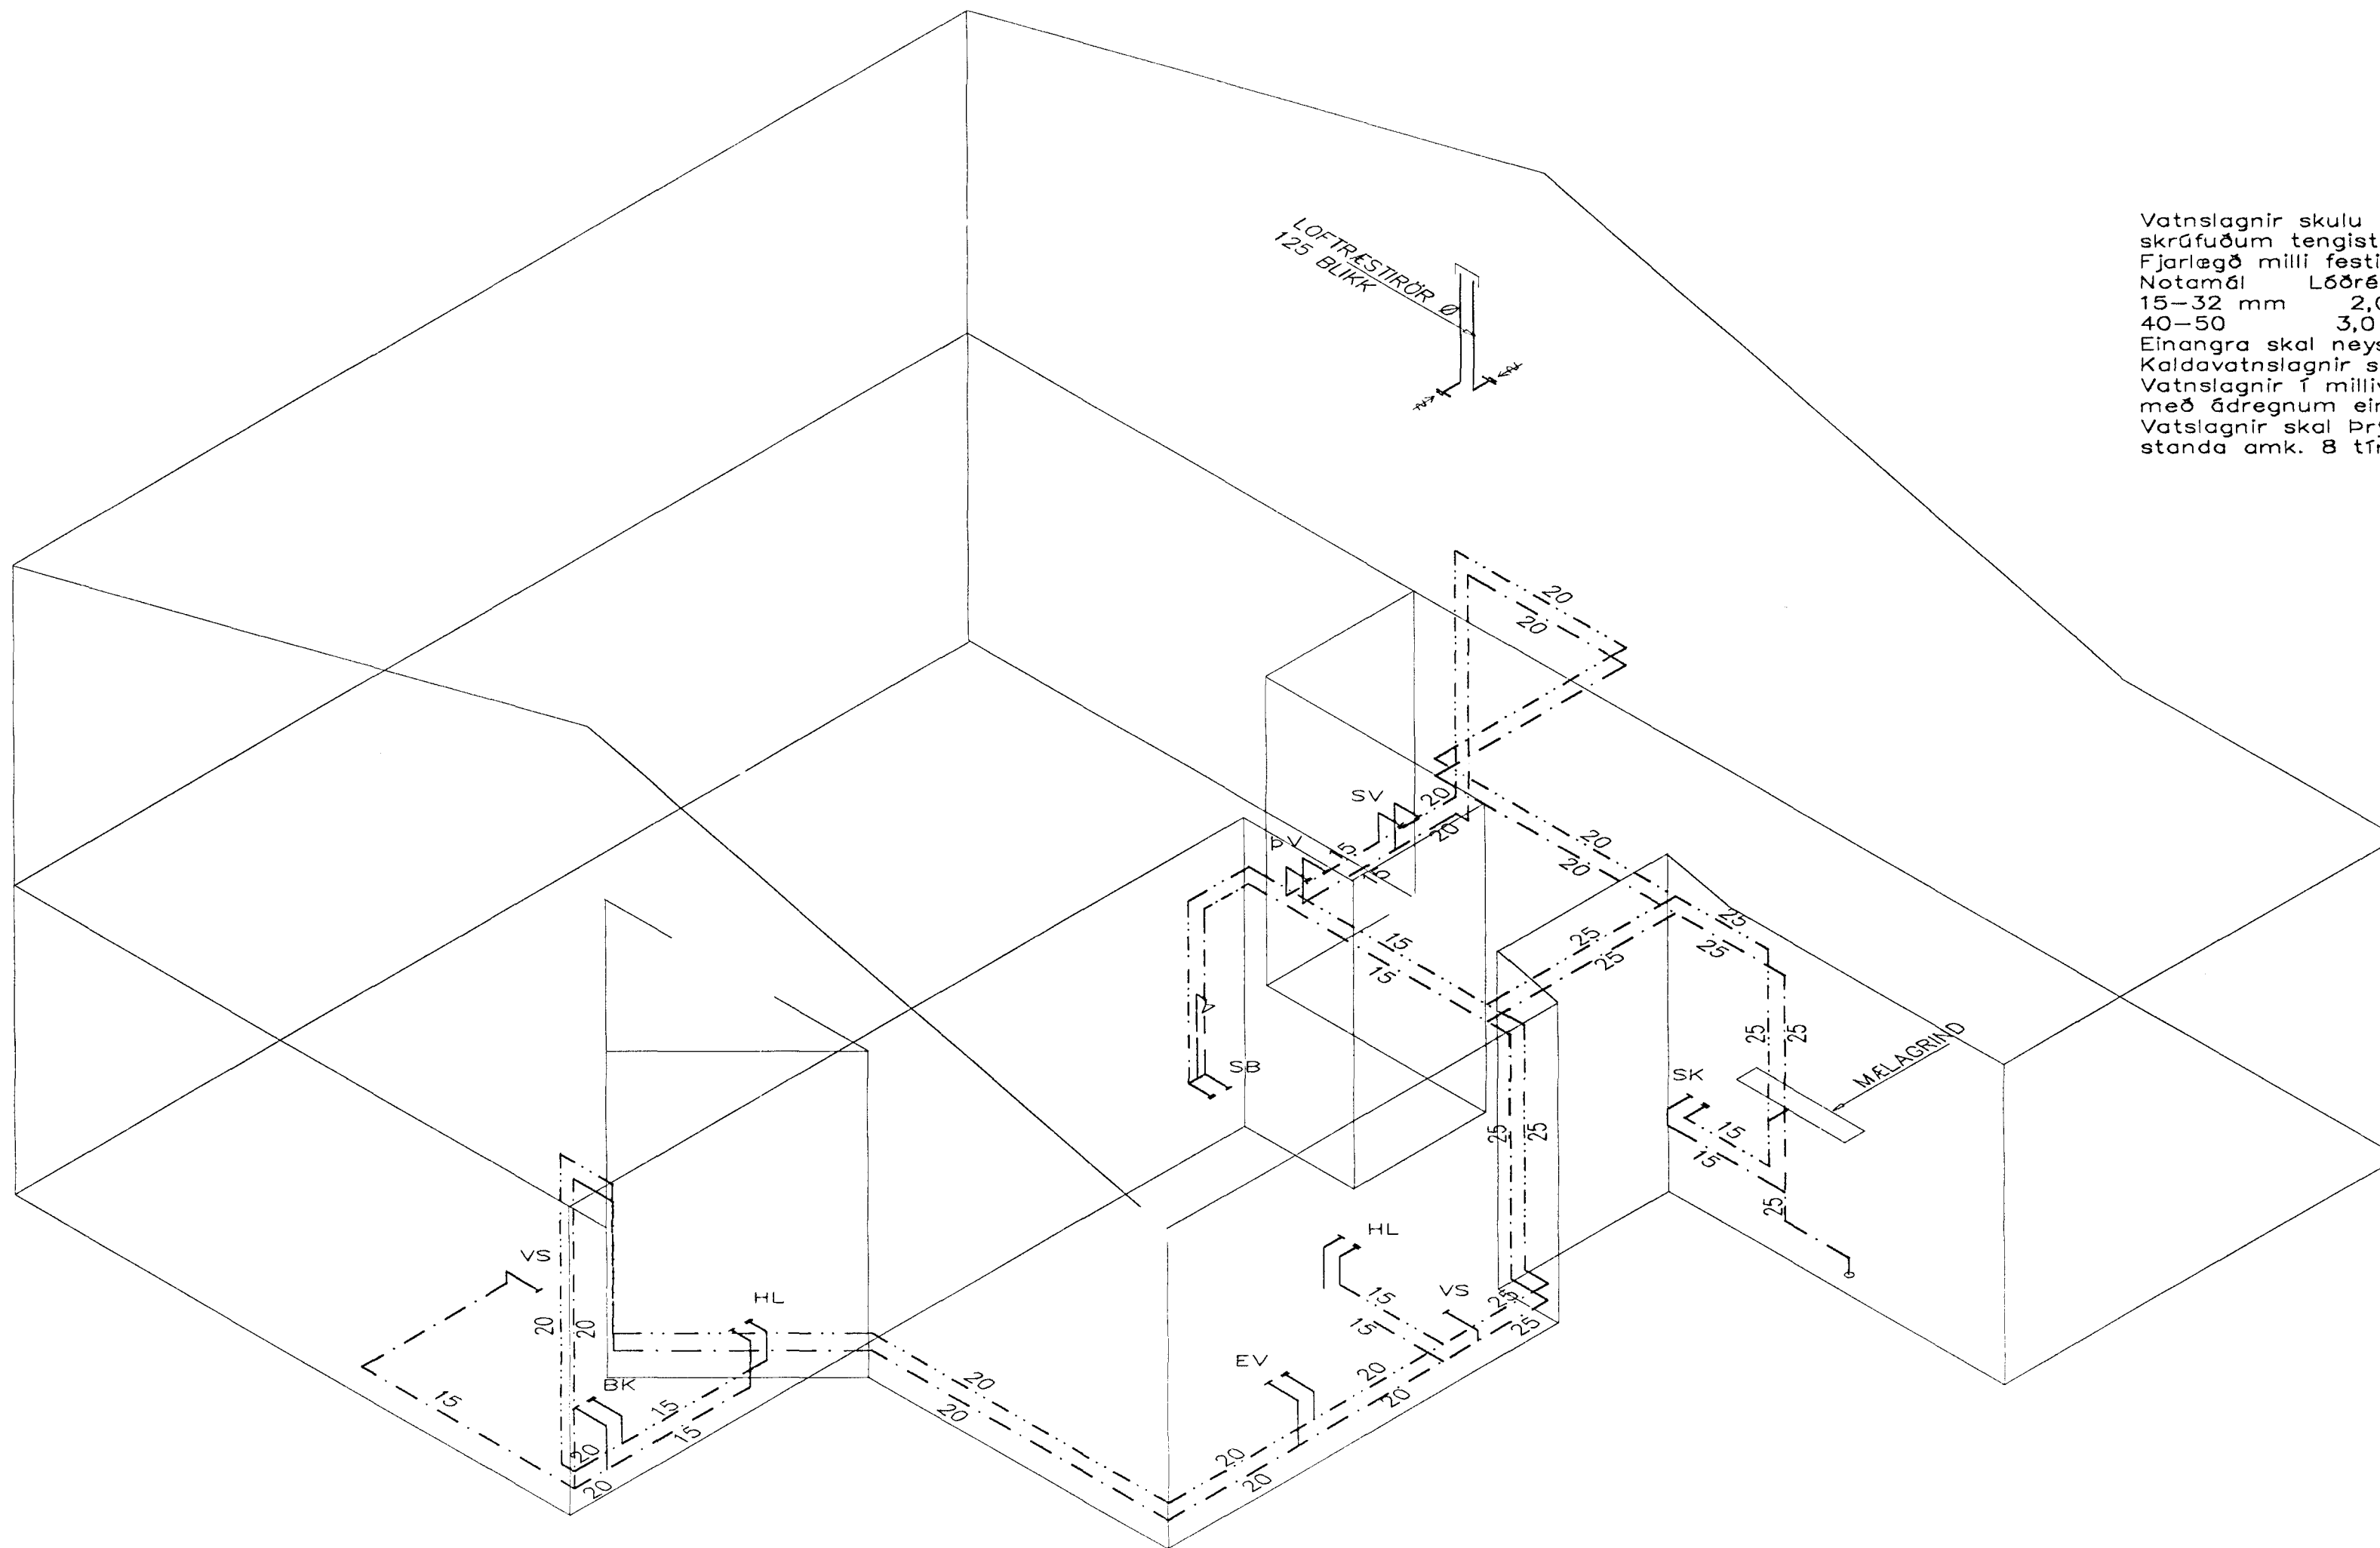 LOFTRÆSTIRÖR Ø
125 BLIKK
Vatnslagnir skulu
skrúfuðum tengist
Fjarlægð milli festi
Notamál Lóðré
15-32 mm 2,0
40-50 3,0
Einangra skal neys
Kaldavatnslagnir s
Vatnslagnir í milliv
með ádregnum ein
Vatslagnir skal Þrý
standa amk. 8 tím
20
20
SV
20
20
ÞV
15
15
20
20
25
25
25
25
15
15
25
25
MÆLAGRIND
SK
SB
15
15
25
25
25
HL
VS
VS
25
25
15
15
HL
20
20
EV
20
20
BK
20
20
15
15
15
20
20
20
20